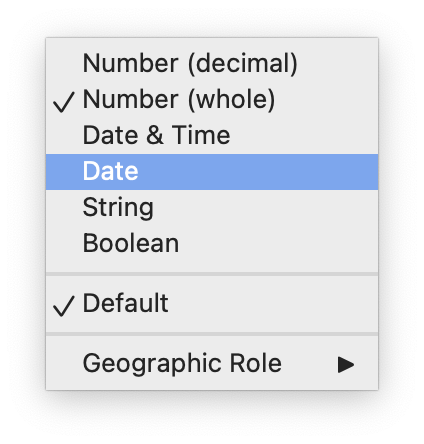 Number (decimal)
Number (whole)
Date & Time
Date
String
Boolean
Default
Geographic Role